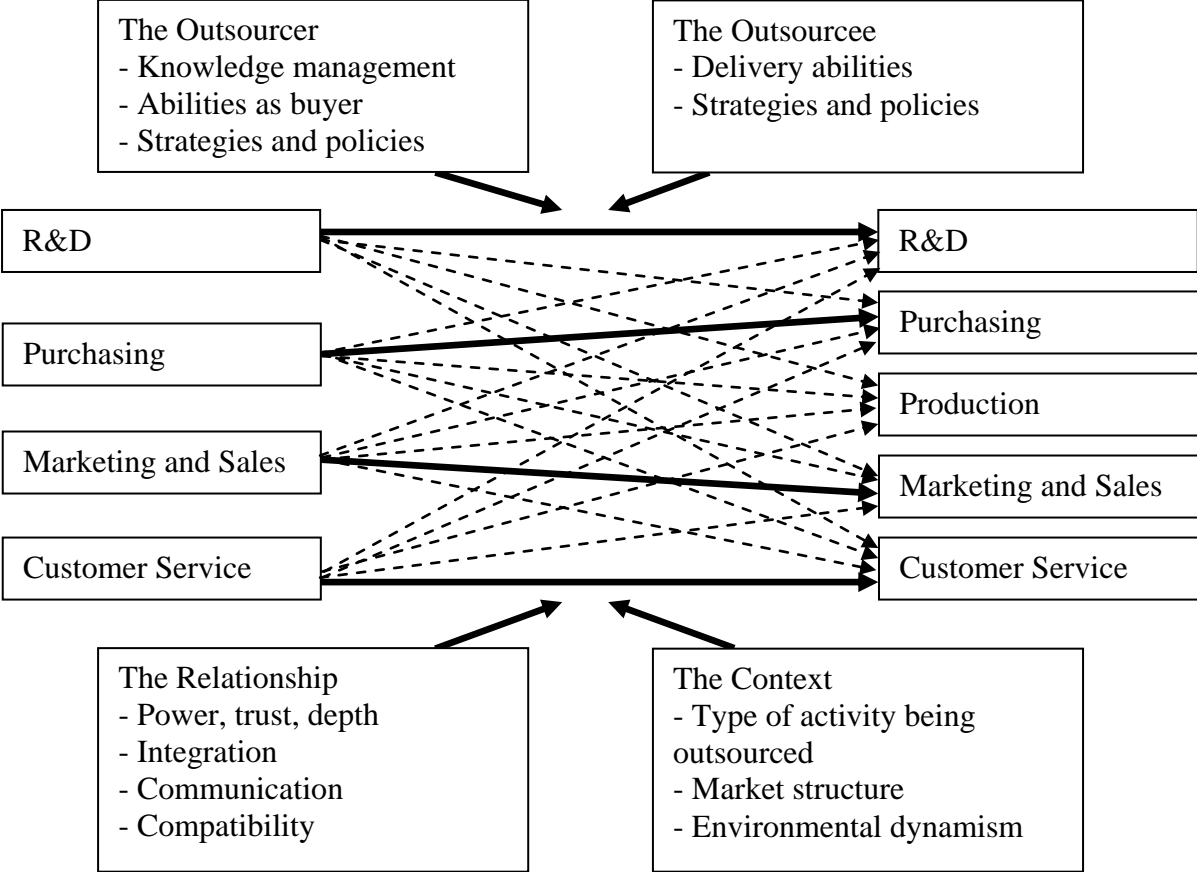 The Outsourcer
- Knowledge management
- Abilities as buyer
- Strategies and policies
The Outsourcee
- Delivery abilities
- Strategies and policies
R&D
Purchasing
Marketing and Sales
Customer Service
R&D
Purchasing
Production
Marketing and Sales
Customer Service
The Relationship
- Power, trust, depth
- Integration
- Communication
- Compatibility
The Context
- Type of activity being
outsourced
- Market structure
- Environmental dynamism